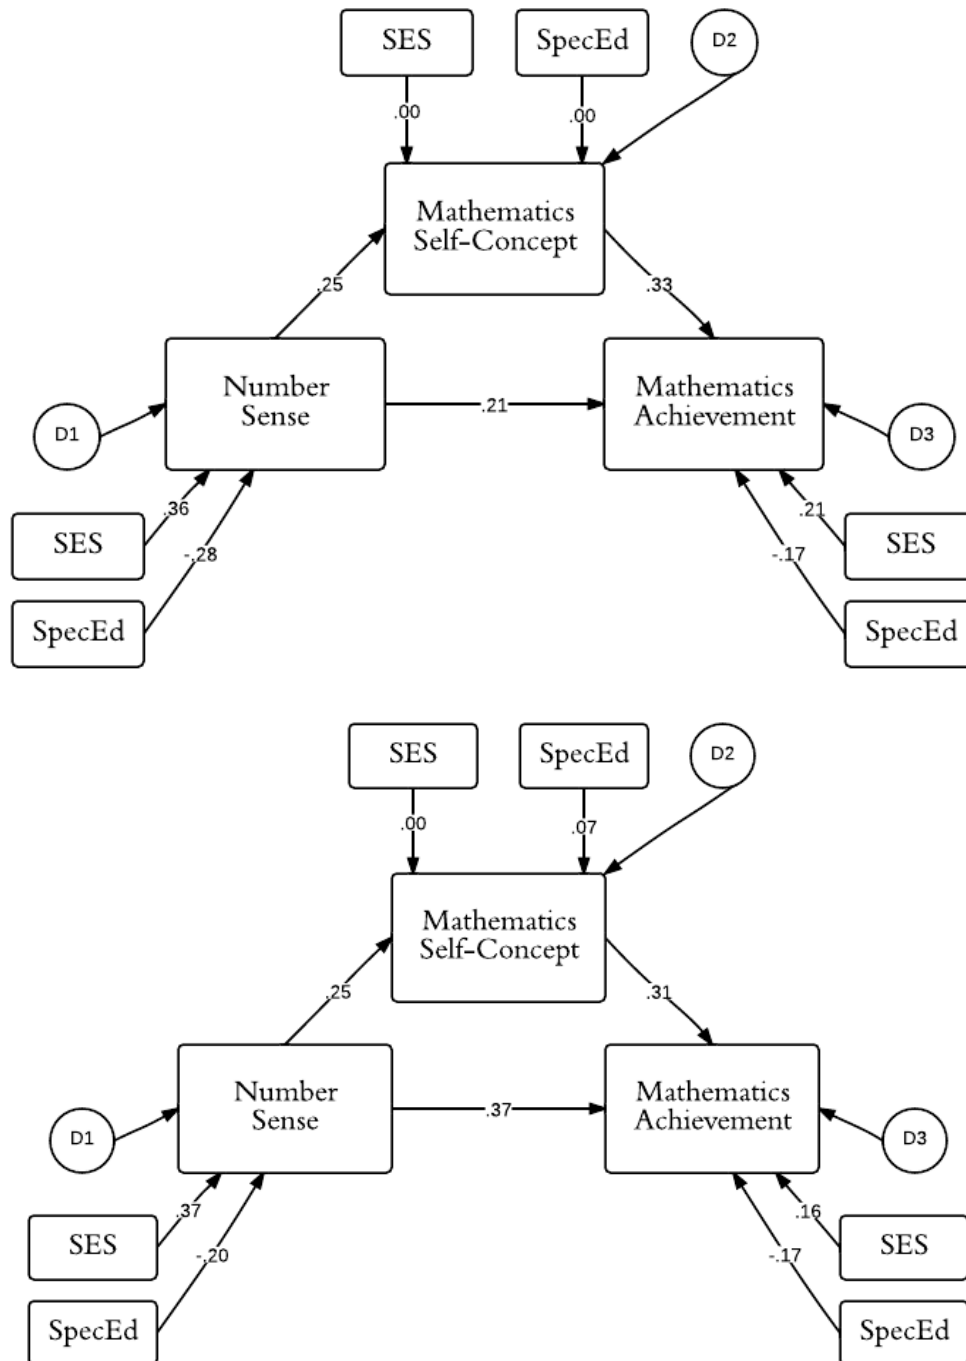 SES
SpecEd
D2
.00
.00
Mathematics
Self-Concept
.25
.33
Number
Sense
.21
Mathematics
Achievement
D1
D3
.36
.21
SES
-.28
-.17
SES
SpecEd
SpecEd
SES
SpecEd
D2
.00
.07
Mathematics
Self-Concept
.25
.31
Number
Sense
.37
Mathematics
Achievement
D1
D3
.37
.16
SES
-.20
-.17
SES
SpecEd
SpecEd